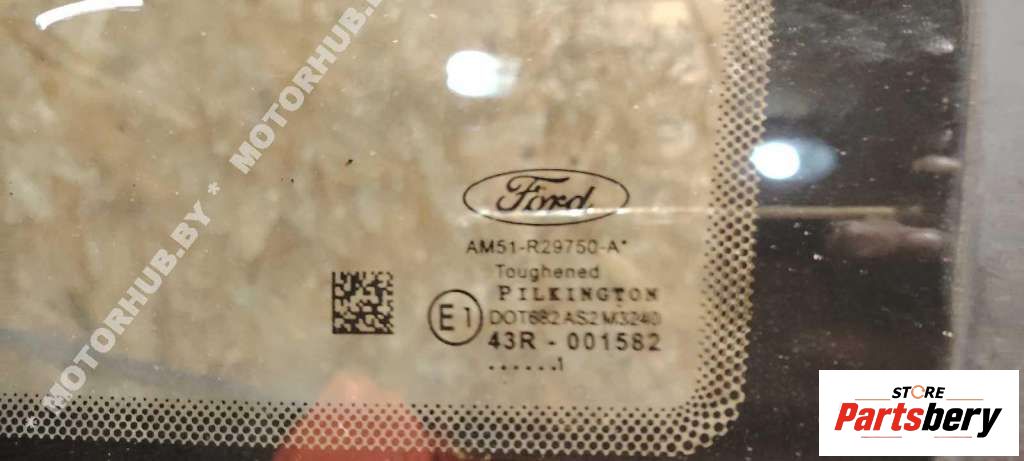 * MOTORHUB.BY * MOTORHUB.BY
Ford
AM51-R29750-A*
Toughened
PILKINGTON
E1
DOT682 AS2 M3240
43R - 001582
......1
STORE
Partsbery